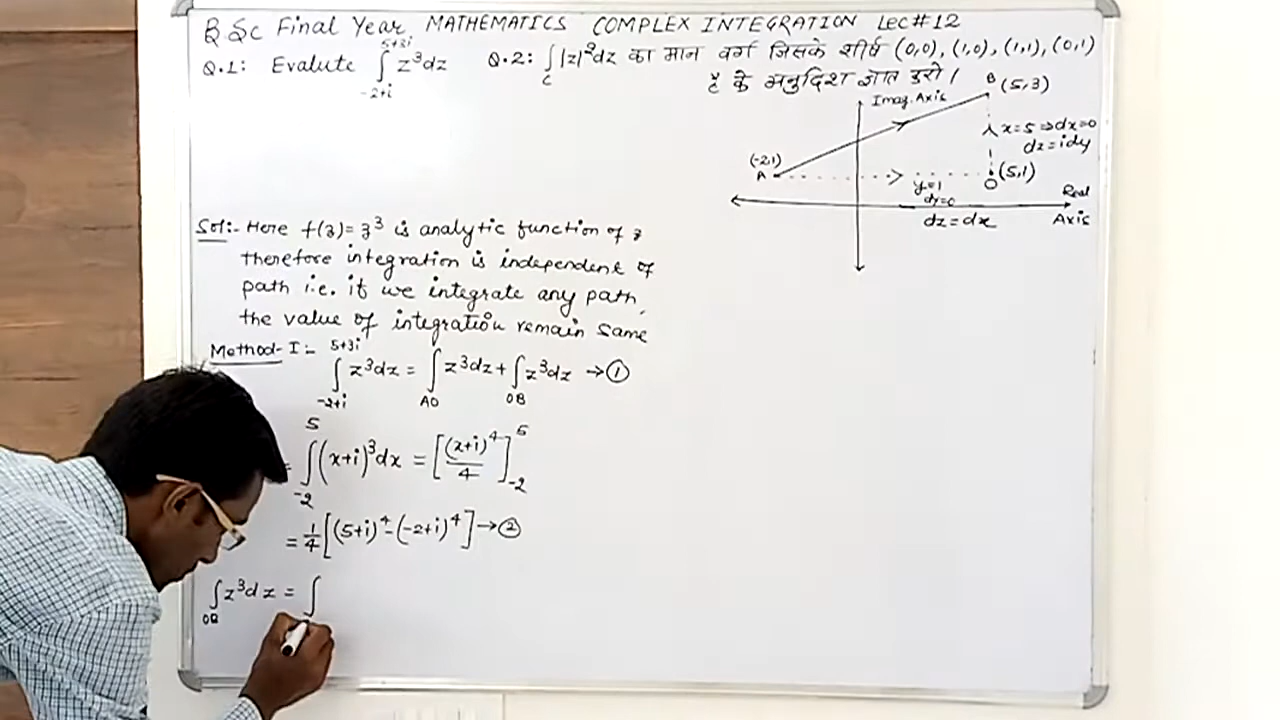 B.Sc Final Year. MATHEMATICS COMPLEX INTEGRATION Lec#12
Q.1: Evalute ∫_{-2+i}^{5+3i} z³dz
Q.2: ∫_C |z|²dz का मान वर्ग जिसके शीर्ष (0,0), (1,0), (1,1), (0,1)
है के अनुदिश ज्ञात करो।
Imag. Axis
B (5,3)
x=5 ⇒dx=0
dz=idy
(-2,1)
A
(5,1)
O
y=1
dy=0
dz=dx
Real
Axis
Sol:- Here f(z)= z³ is analytic function of z
therefore integration is independent of
path i.e. if we integrate any path,
the value of integration remain same
Method-I:-
∫_{-2+i}^{5+3i} z³dz = ∫_{AO} z³dz + ∫_{OB} z³dz →①
= ∫_{-2}^{5} (x+i)³dx = [(x+i)⁴/4]_{-2}^{5}
= 1/4 [(5+i)⁴-(-2+i)⁴] →②
∫_{OB} z³dz = ∫